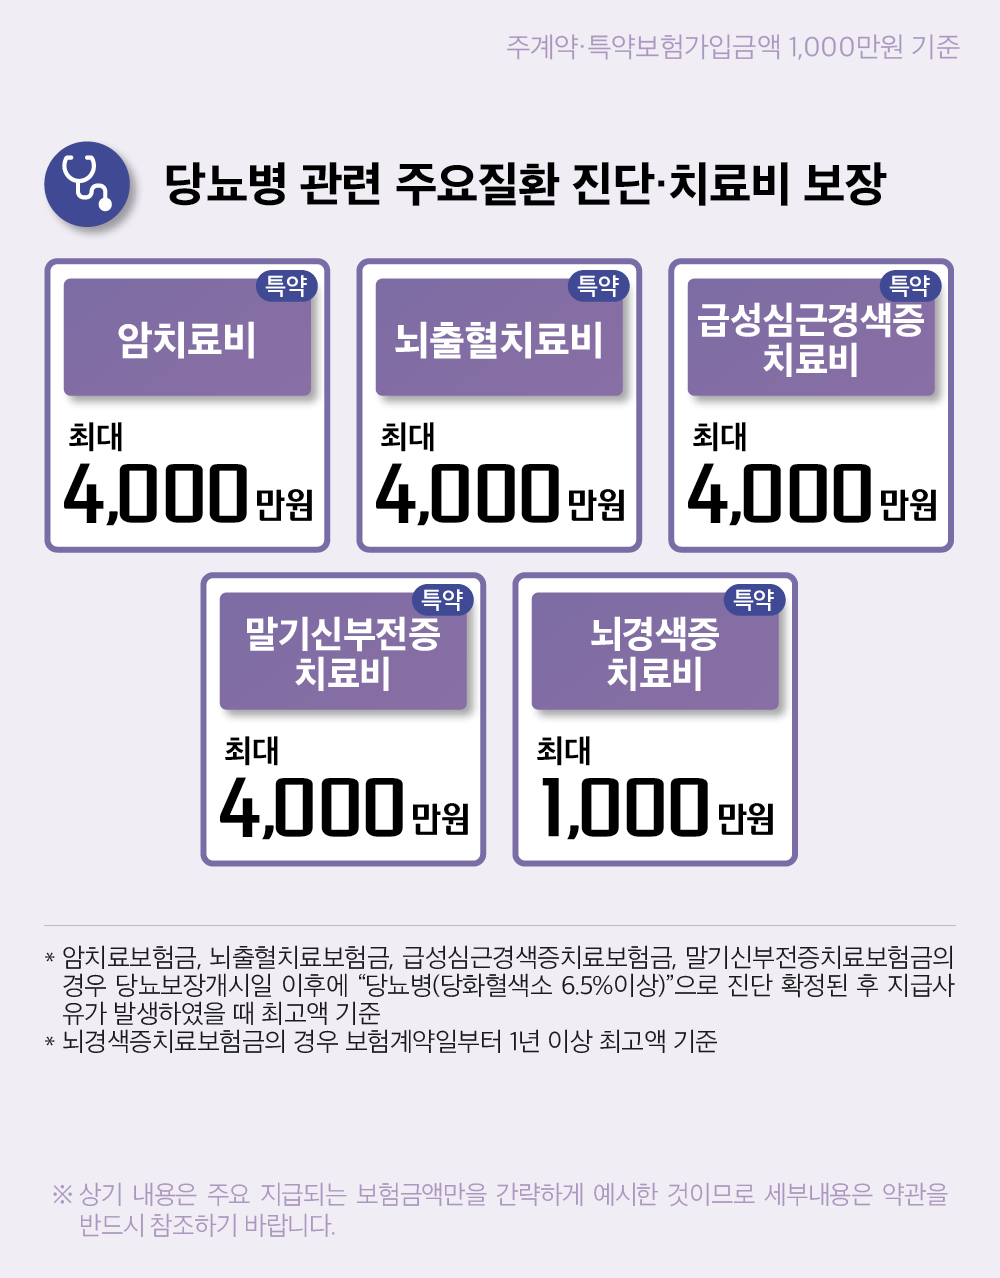 주계약·특약보험가입금액 1,000만원 기준
당뇨병 관련 주요질환 진단·치료비 보장
특약
암치료비
최대
4,000만원
특약
뇌출혈치료비
최대
4,000만원
특약
급성심근경색증
치료비
최대
4,000만원
특약
말기신부전증
치료비
최대
4,000만원
특약
뇌경색증
치료비
최대
1,000만원
* 암치료보험금, 뇌출혈치료보험금, 급성심근경색증치료보험금, 말기신부전증치료보험금의
경우 당뇨보장개시일 이후에 “당뇨병(당화혈색소 6.5%이상)”으로 진단 확정된 후 지급사
유가 발생하였을 때 최고액 기준
* 뇌경색증치료보험금의 경우 보험계약일부터 1년 이상 최고액 기준
※ 상기 내용은 주요 지급되는 보험금액만을 간략하게 예시한 것이므로 세부내용은 약관을
반드시 참조하기 바랍니다.